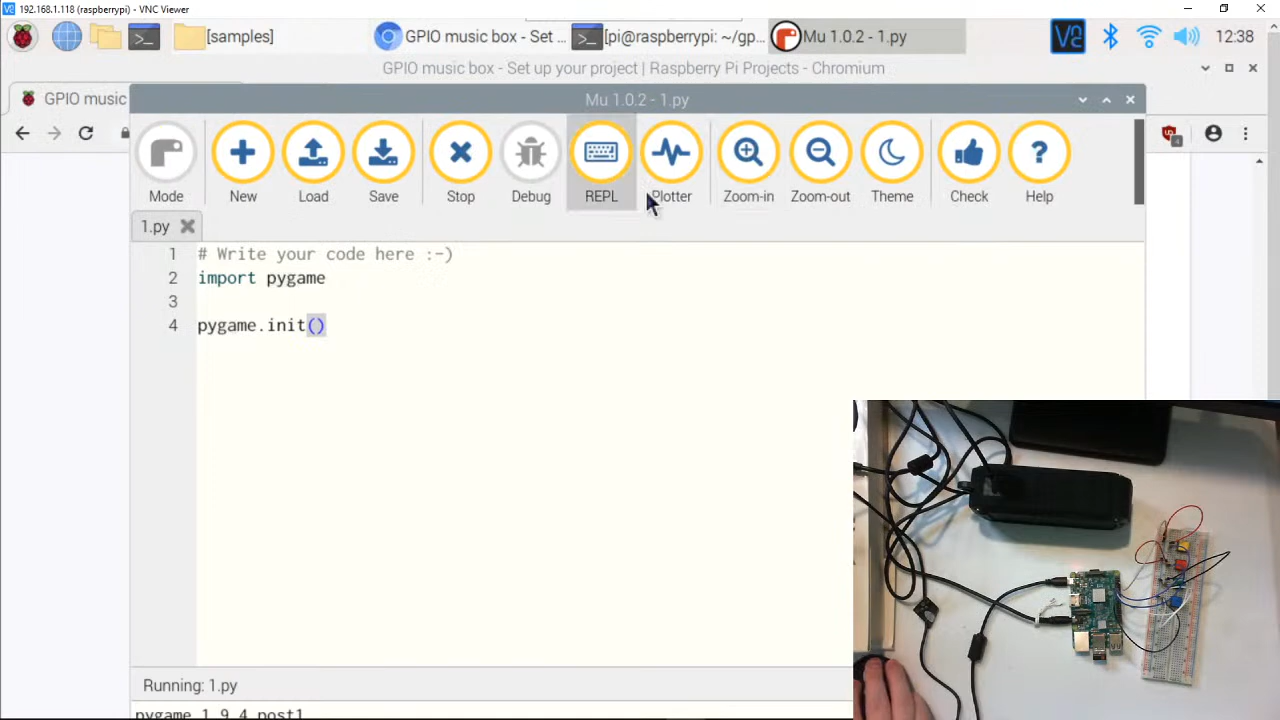 192.168.1.118 (raspberrypi) - VNC Viewer
[samples]
GPIO music box - Set ...
[pi@raspberrypi: ~/gp...
Mu 1.0.2 - 1.py
12:38
GPIO music box - Set up your project | Raspberry Pi Projects - Chromium
GPIO music
Mu 1.0.2 - 1.py
Mode
New
Load
Save
Stop
Debug
REPL
Plotter
Zoom-in
Zoom-out
Theme
Check
Help
1.py
1 # Write your code here :-)
2 import pygame
3
4 pygame.init()
Running: 1.py
pygame 1.9.4.post1